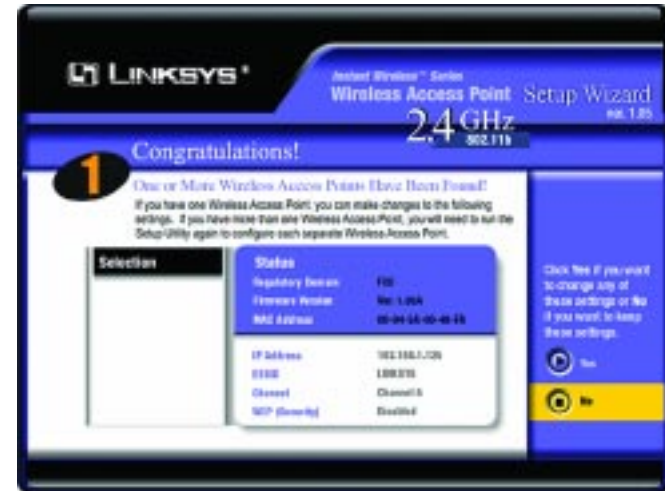 LINKSYS®
Instant Wireless™ Series
Wireless Access Point
Setup Wizard
ver. 1.05
2.4 GHz
802.11b
1
Congratulations!
One or More Wireless Access Points Have Been Found!
If you have one Wireless Access Point, you can make changes to the following
settings. If you have more than one Wireless Access Point, you will need to run the
Setup Utility again to configure each separate Wireless Access Point.
Selection
Status
Regulatory Domain
Firmware Version
MAC Address
IP Address
ESSID
Channel Channel 6
WEP (Security) Disabled
Click Yes if you want
to change any of
these settings or No
if you want to keep
these settings.
Yes
No